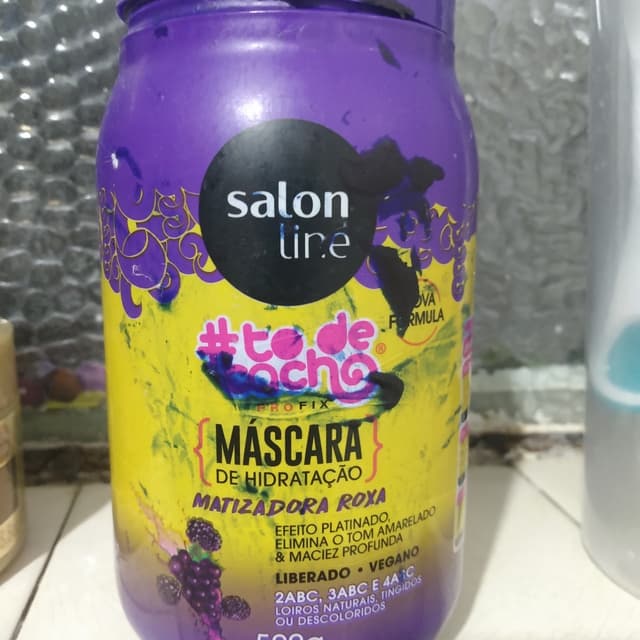 salon
line
#to de
cacho®
PROFIX
{MÁSCARA
DE HIDRATAÇÃO}
MATIZADORA ROXA
EFEITO PLATINADO,
ELIMINA O TOM AMARELADO
& MACIEZ PROFUNDA
LIBERADO • VEGANO
2ABC, 3ABC E 4ABC
LOIROS NATURAIS, TINGIDOS
OU DESCOLORIDOS
500g
NOVA
FÓRMULA